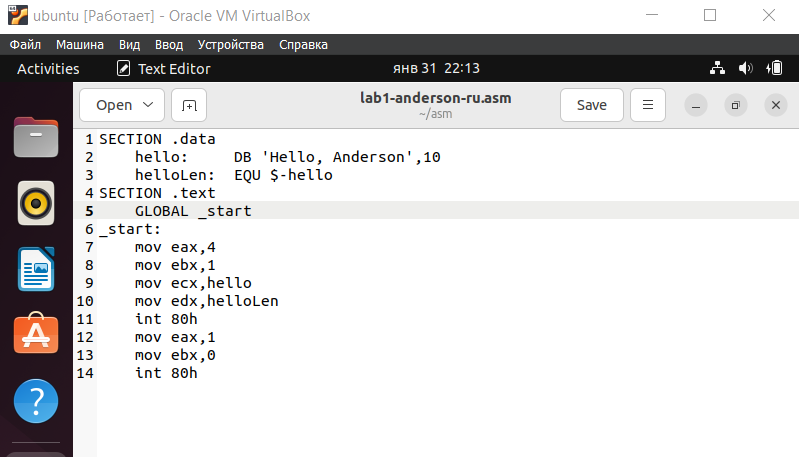 ubuntu [Работает] - Oracle VM VirtualBox
Файл Машина Вид Ввод Устройства Справка
Activities Text Editor янв 31 22:13
Open lab1-anderson-ru.asm Save
~/asm
1 SECTION .data
2     hello:     DB 'Hello, Anderson',10
3     helloLen:  EQU $-hello
4 SECTION .text
5     GLOBAL _start
6 _start:
7     mov eax,4
8     mov ebx,1
9     mov ecx,hello
10     mov edx,helloLen
11     int 80h
12     mov eax,1
13     mov ebx,0
14     int 80h